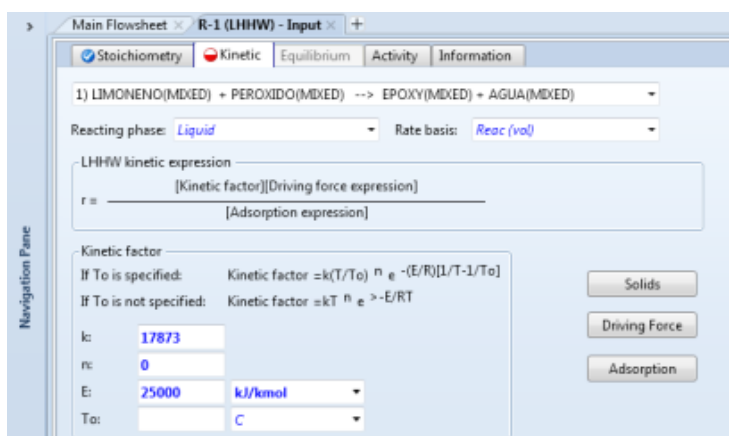 Main Flowsheet R-1 (LHHW) - Input +
Stoichiometry Kinetic Equilibrium Activity Information
1) LIMONENO(MIXED) + PEROXIDO(MIXED) --> EPOXY(MIXED) + AGUA(MIXED)
Reacting phase: Liquid Rate basis: Reac (vol)
LHHW kinetic expression
[Kinetic factor][Driving force expression]
r =
[Adsorption expression]
Kinetic factor
If To is specified: Kinetic factor =k(T/To) n e -(E/R)[1/T-1/To]
If To is not specified: Kinetic factor =kT n e >-E/RT
Solids
k: 17873
Driving Force
n: 0
Adsorption
E: 25000 kJ/kmol
To: C
Navigation Pane